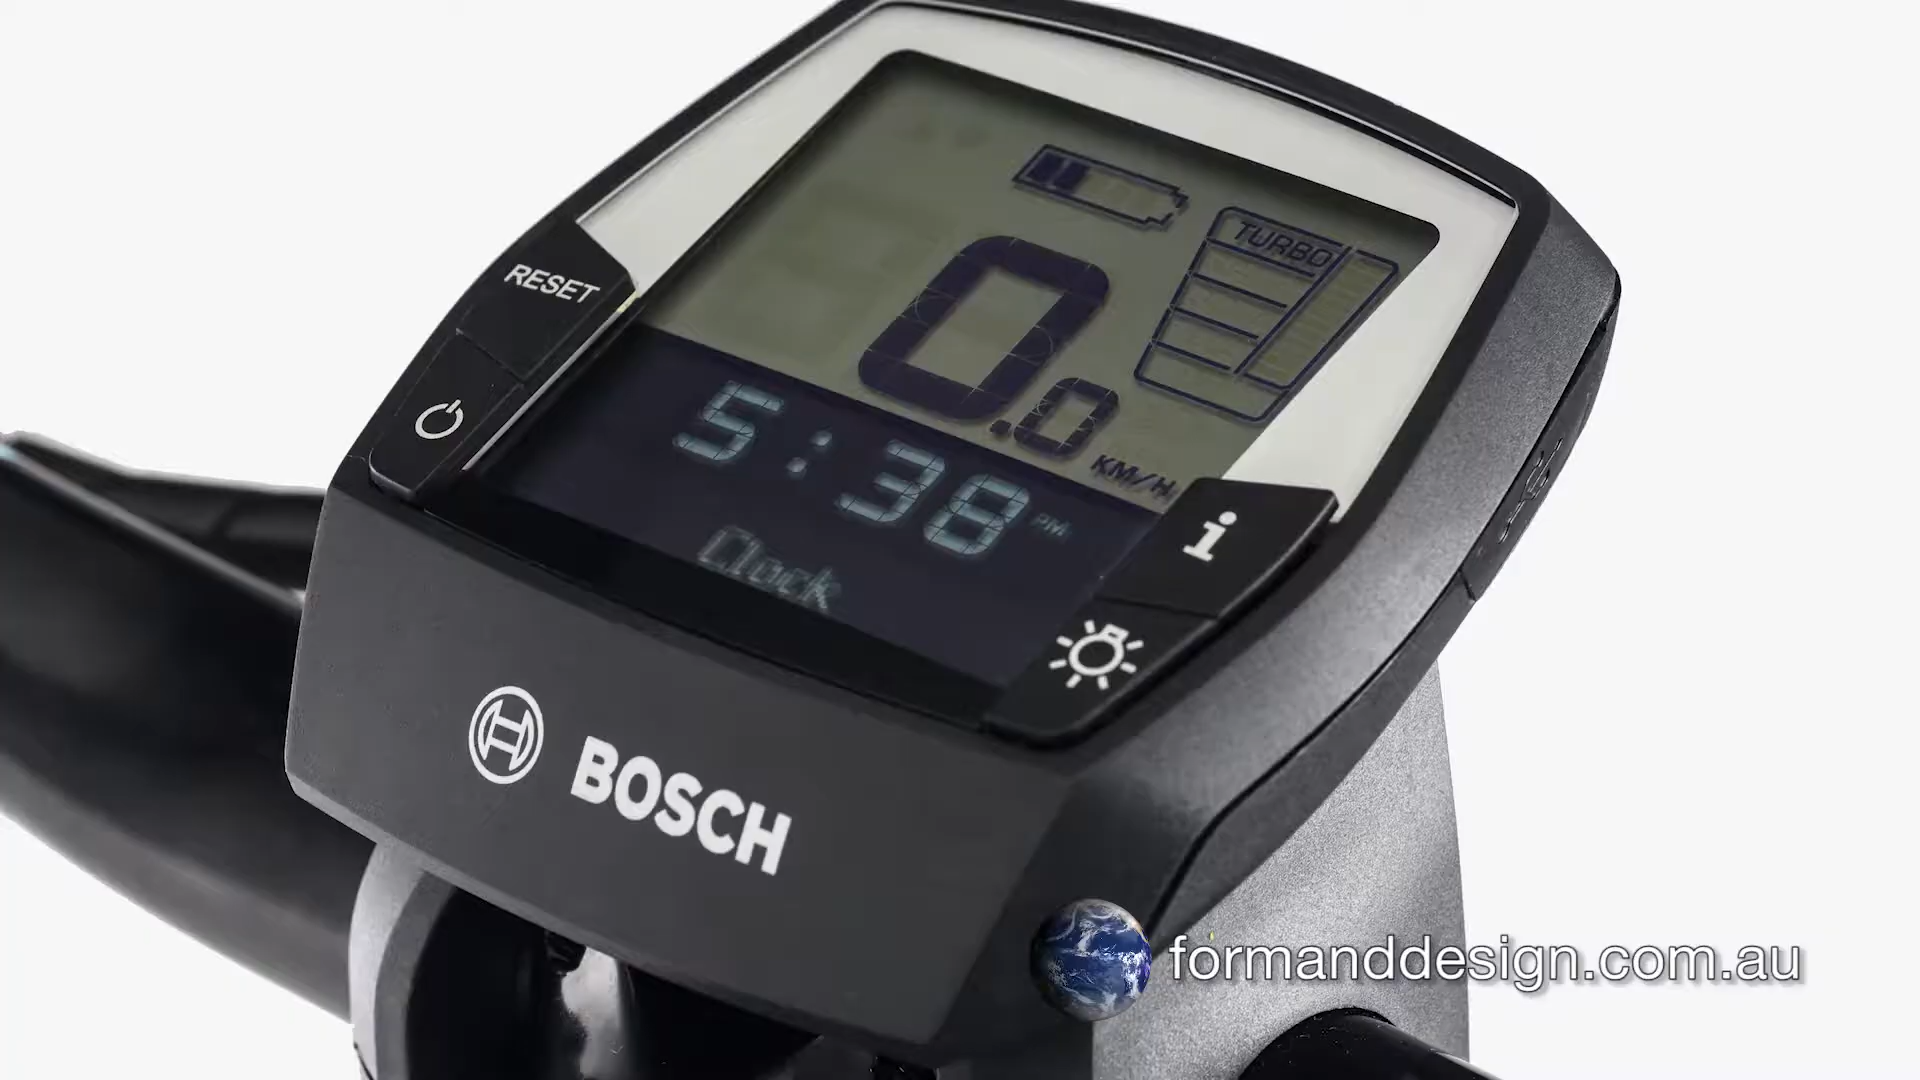 TURBO
RESET
0.0
KM/H
5:38 PM
Clock
i
BOSCH
formanddesign.com.au